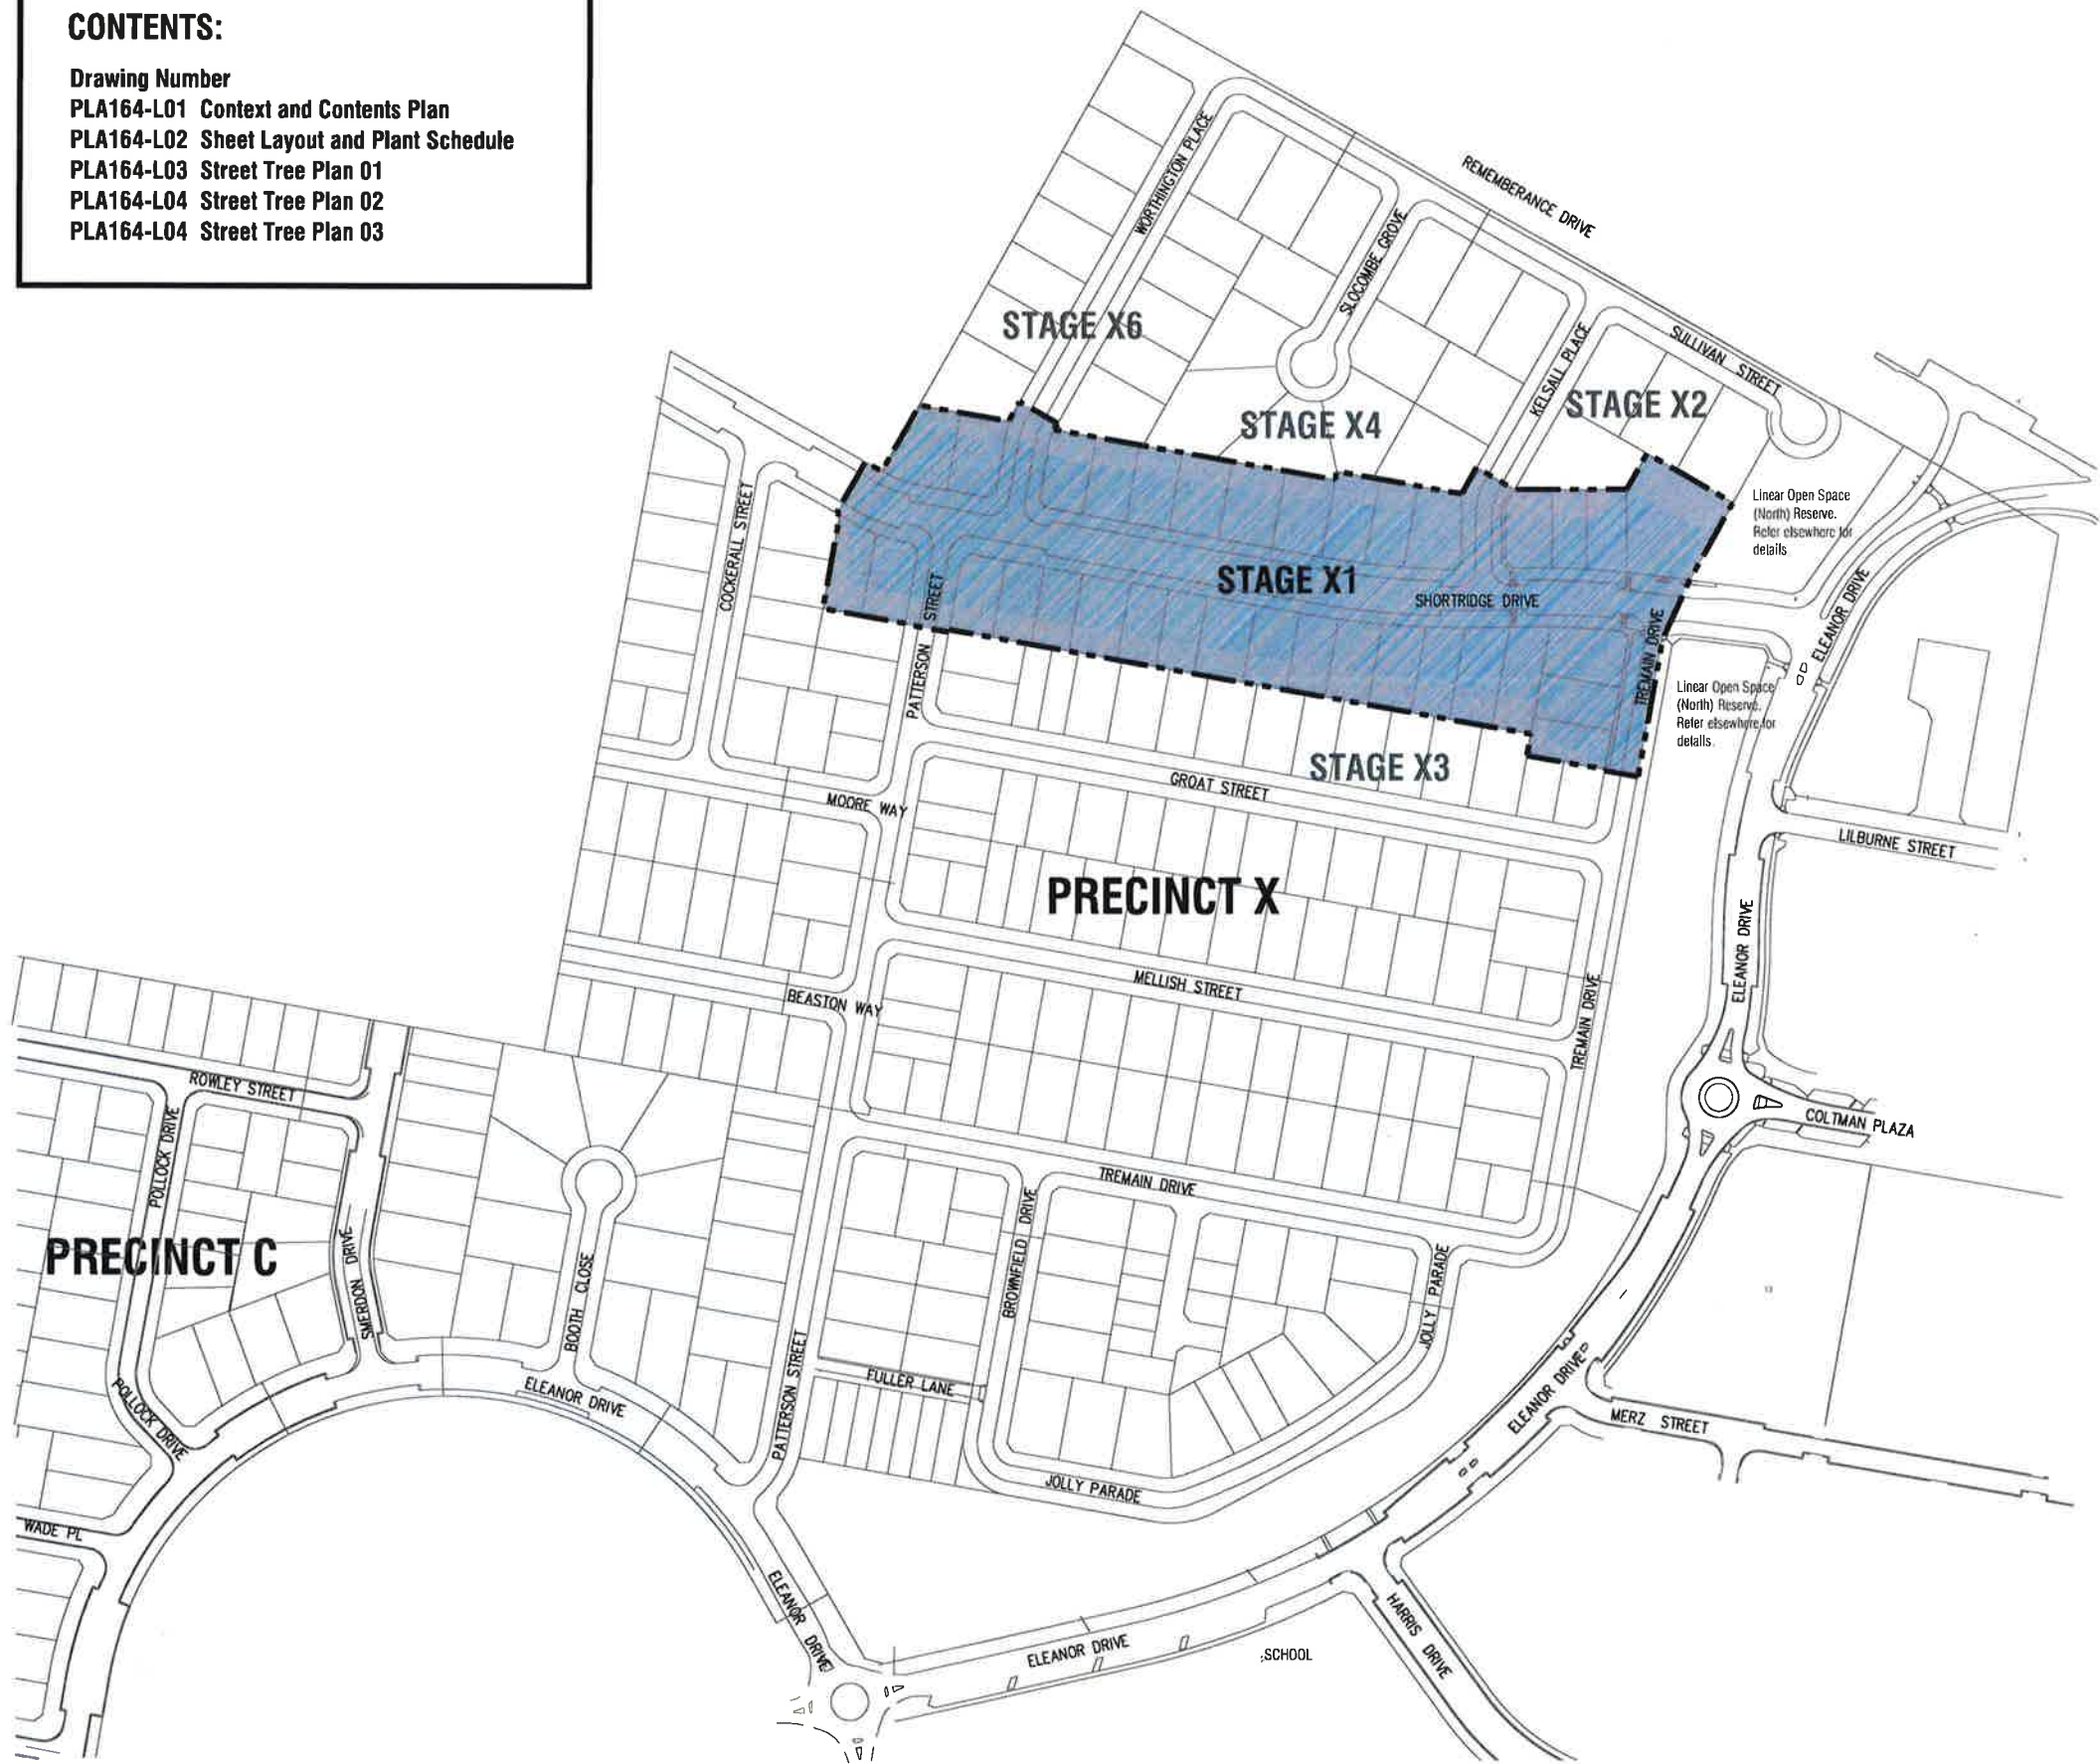 CONTENTS:
Drawing Number
PLA164-L01 Context and Contents Plan
PLA164-L02 Sheet Layout and Plant Schedule
PLA164-L03 Street Tree Plan 01
PLA164-L04 Street Tree Plan 02
PLA164-L04 Street Tree Plan 03
REMEMBERANCE DRIVE
WORTHINGTON PLACE
SLOCOMBE GROVE
STAGE X6
KELSALL PLACE
SULLIVAN STREET
STAGE X2
STAGE X4
COCKERALL STREET
Linear Open Space
(North) Reserve.
Refer elsewhere for
details
STAGE X1
SHORTRIDGE DRIVE
PATTERSON STREET
TREMAIN DRIVE
ELEANOR DRIVE
Linear Open Space
(North) Reserve.
Refer elsewhere for
details.
STAGE X3
GROAT STREET
MOORE WAY
LILBURNE STREET
PRECINCT X
ELEANOR DRIVE
MELLISH STREET
BEASTON WAY
TREMAIN DRIVE
ROWLEY STREET
POLLOCK DRIVE
COLTMAN PLAZA
TREMAIN DRIVE
PRECINCT C
SMERDON DRIVE
BOOTH CLOSE
BROWNFIELD DRIVE
JOLLY PARADE
PATTERSON STREET
FULLER LANE
ELEANOR DRIVE
POLLOCK DRIVE
ELEANOR DRIVE
MERZ STREET
JOLLY PARADE
WADE PL
ELEANOR DRIVE
HARRIS DRIVE
ELEANOR DRIVE
SCHOOL